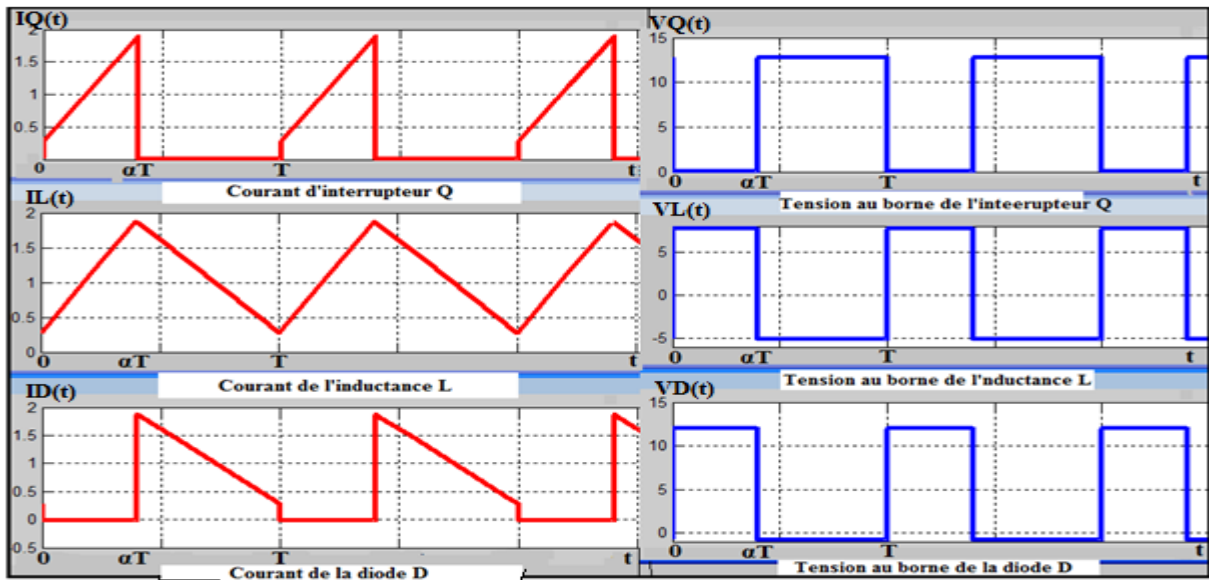 IQ(t)
2
1.5
1
0.5
0
0 αT T t
Courant d'interrupteur Q
IL(t)
2
1.5
1
0.5
0
0 αT T t
Courant de l'inductance L
ID(t)
2
1.5
1
0.5
0
0.5
0 αT T t
Courant de la diode D
VQ(t)
15
10
5
0
0 αT T t
Tension au borne de l'inteerupteur Q
VL(t)
5
0
-5
0 αT T t
Tension au borne de l'nductance L
VD(t)
15
10
5
0
0 αT T t
Tension au borne de la diode D